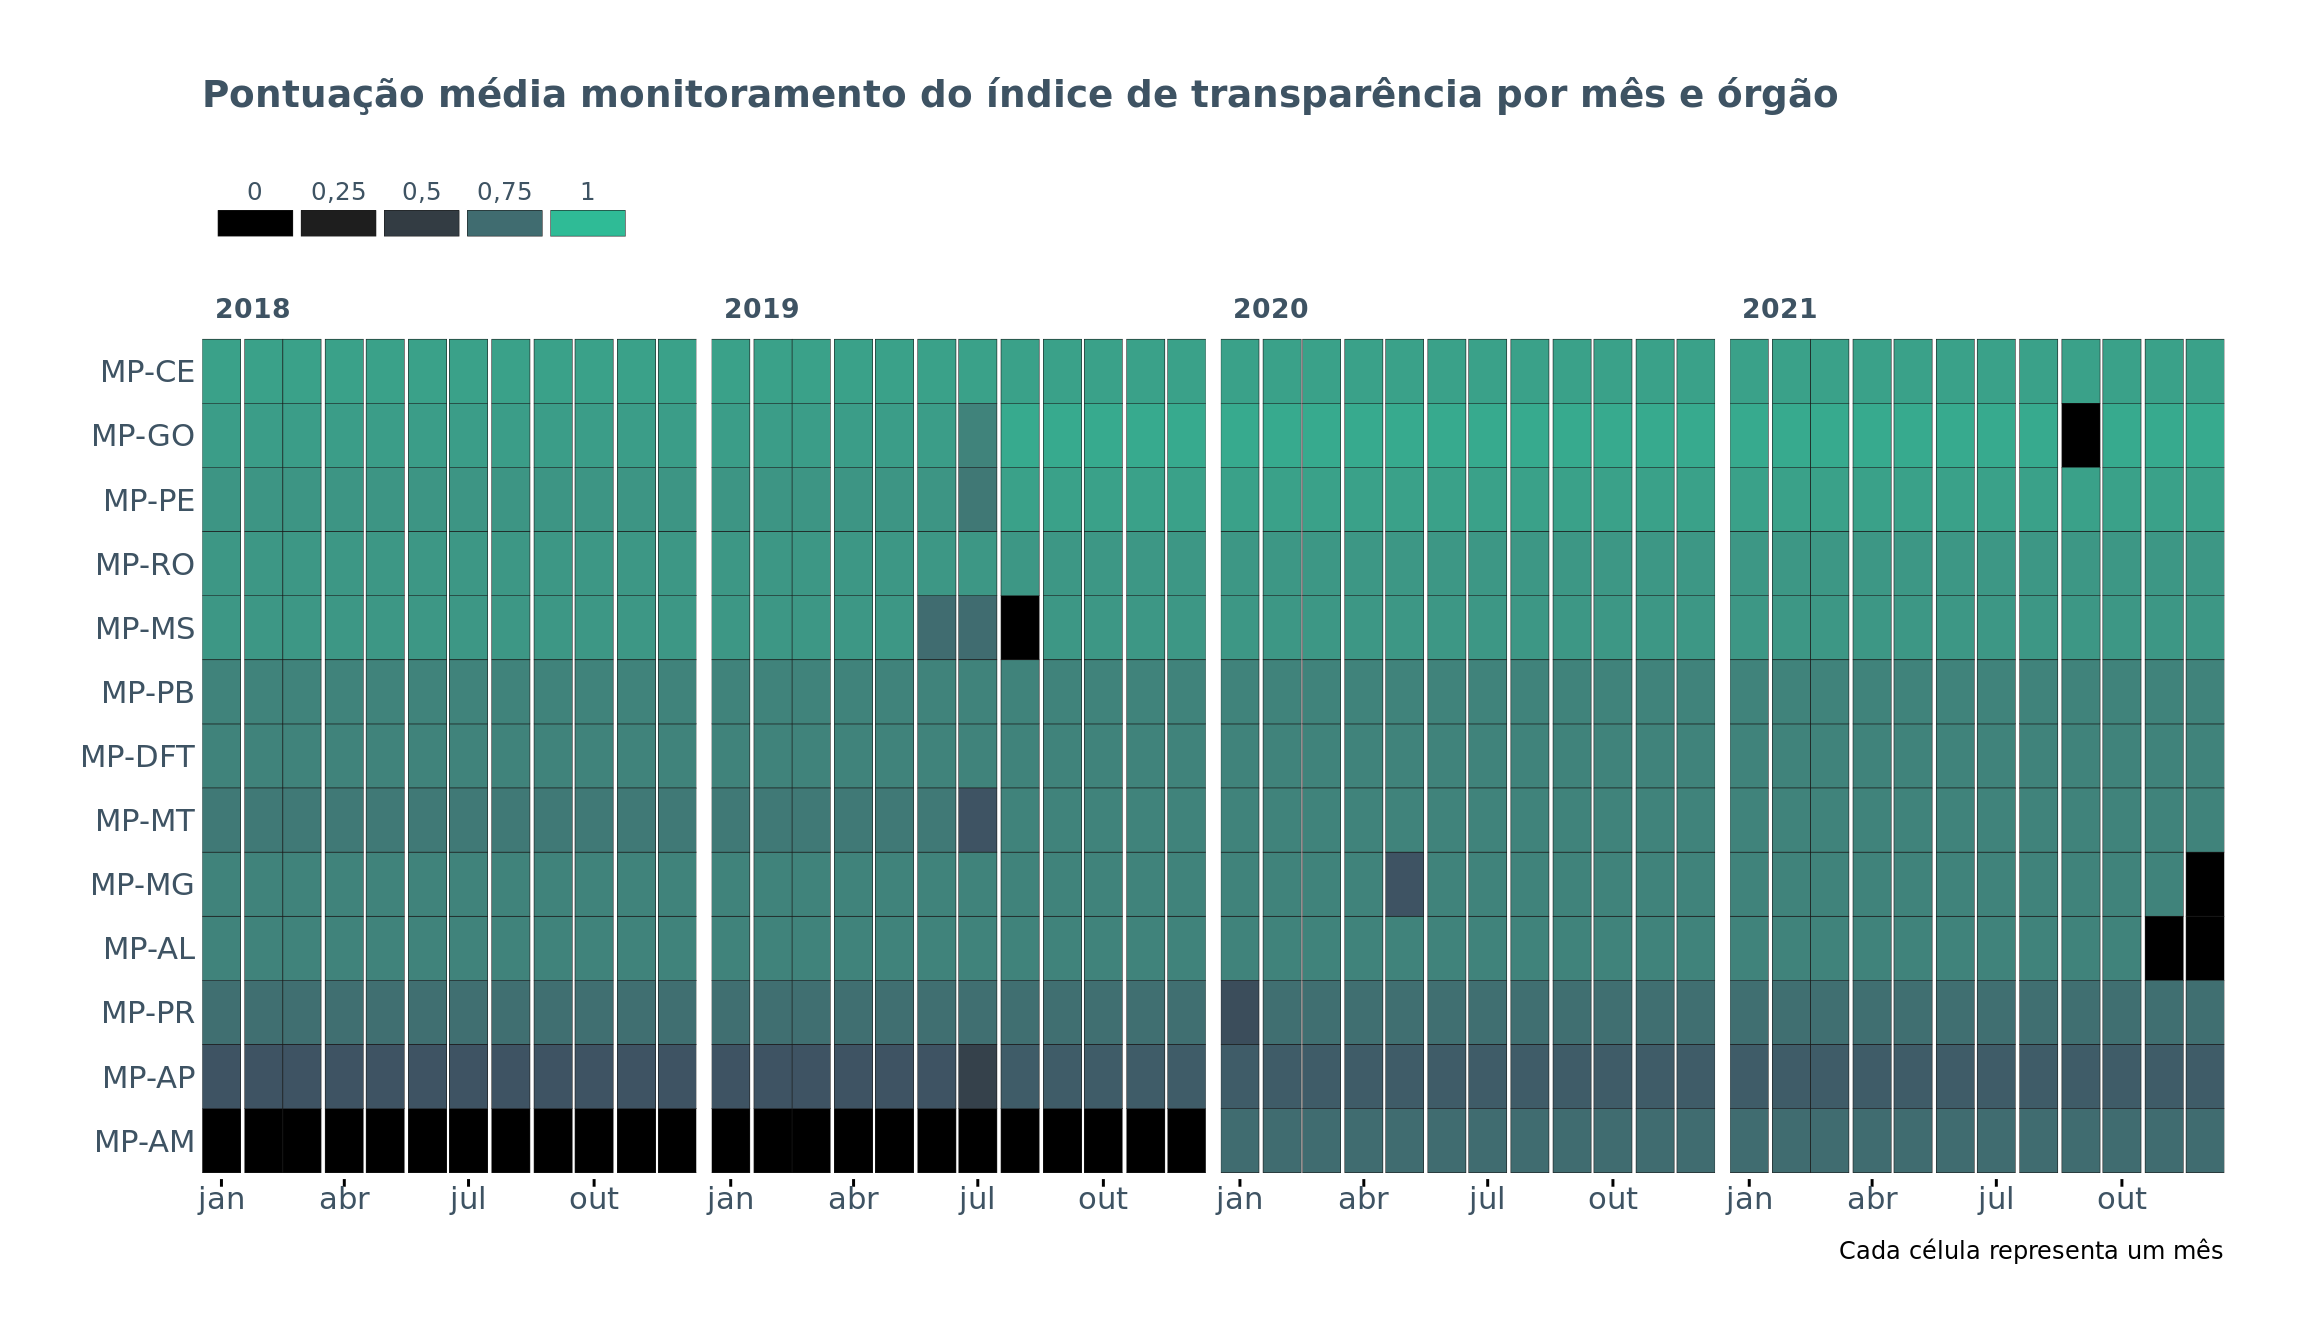 Pontuação média monitoramento do índice de transparência por mês e órgão
0 0,25 0,5 0,75 1
2018 2019 2020 2021
MP-CE
MP-GO
MP-PE
MP-RO
MP-MS
MP-PB
MP-DFT
MP-MT
MP-MG
MP-AL
MP-PR
MP-AP
MP-AM
jan abr jul out jan abr jul out jan abr jul out jan abr jul out
Cada célula representa um mês